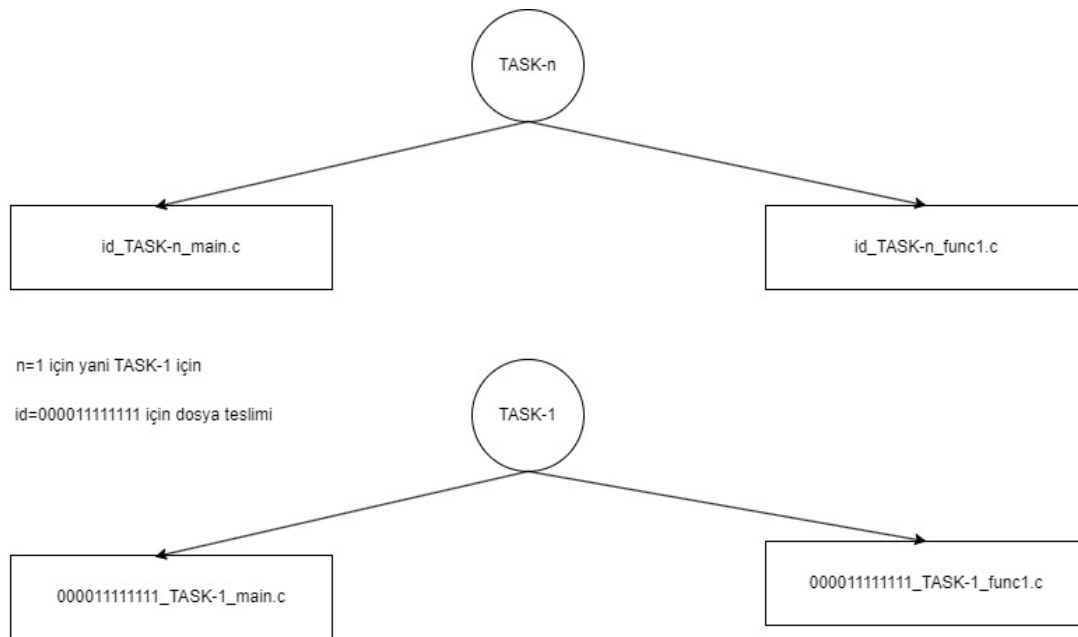 TASK-n
id_TASK-n_main.c
id_TASK-n_func1.c
n=1 için yani TASK-1 için
id=000011111111 için dosya teslimi
TASK-1
000011111111_TASK-1_main.c
000011111111_TASK-1_func1.c